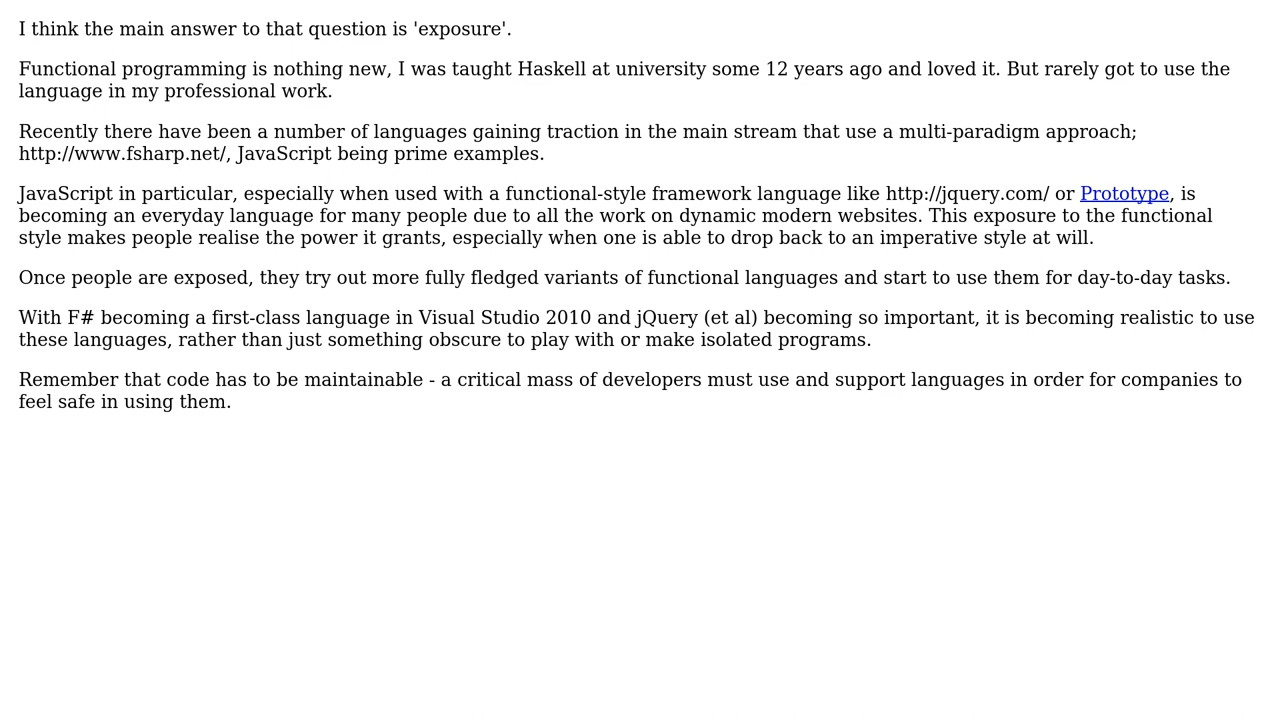 I think the main answer to that question is 'exposure'.
Functional programming is nothing new, I was taught Haskell at university some 12 years ago and loved it. But rarely got to use the
language in my professional work.
Recently there have been a number of languages gaining traction in the main stream that use a multi-paradigm approach;
http://www.fsharp.net/, JavaScript being prime examples.
JavaScript in particular, especially when used with a functional-style framework language like http://jquery.com/ or Prototype, is
becoming an everyday language for many people due to all the work on dynamic modern websites. This exposure to the functional
style makes people realise the power it grants, especially when one is able to drop back to an imperative style at will.
Once people are exposed, they try out more fully fledged variants of functional languages and start to use them for day-to-day tasks.
With F# becoming a first-class language in Visual Studio 2010 and jQuery (et al) becoming so important, it is becoming realistic to use
these languages, rather than just something obscure to play with or make isolated programs.
Remember that code has to be maintainable - a critical mass of developers must use and support languages in order for companies to
feel safe in using them.